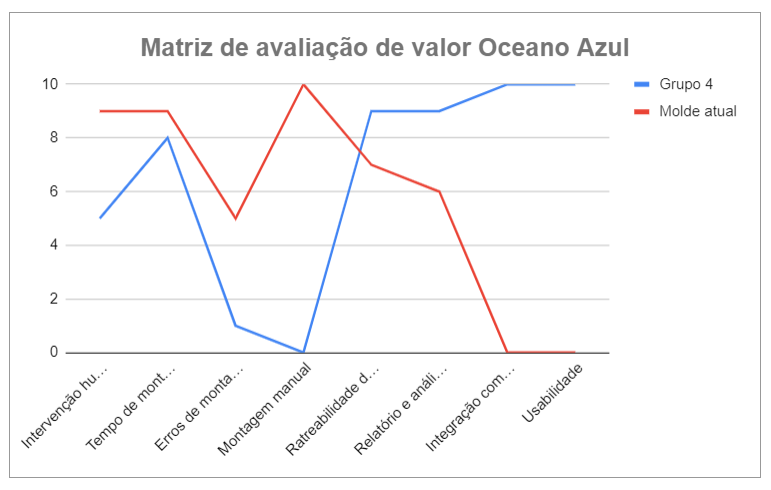 Matriz de avaliação de valor Oceano Azul
10
8
6
4
2
0
Grupo 4
Molde atual
Intervenção hu…
Tempo de mont…
Erros de monta…
Montagem manual
Ratreabilidade d…
Relatório e análi…
Integração com…
Usabilidade